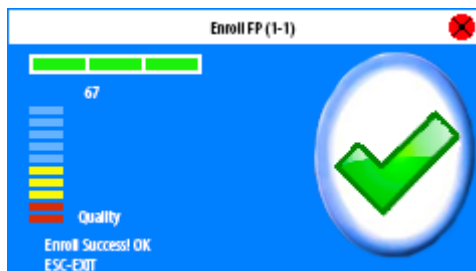 Enroll FP (1-1)
67
Quality
Enroll Success! OK
ESC-EXIT